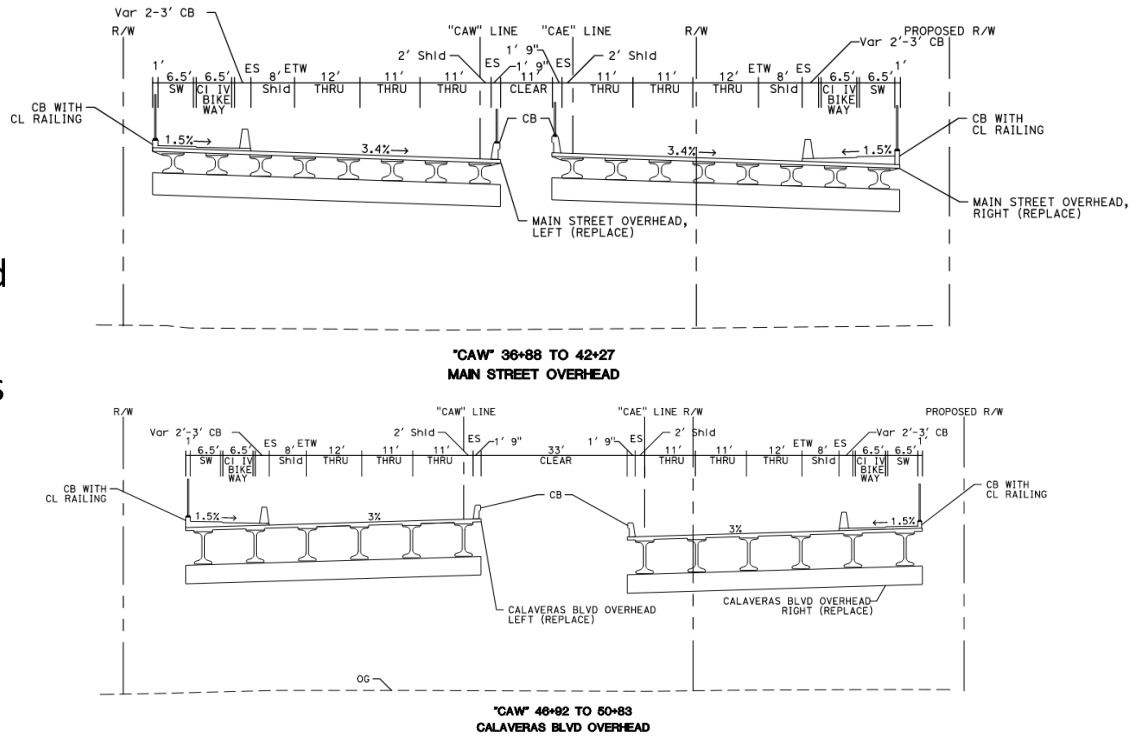 Var 2-3' CB
R/W
"CAW" LINE
"CAE" LINE
R/W
PROPOSED R/W
1' 9"
Var 2'-3' CB
2' Shld
ES
1' 9"
ES
2' Shld
1'
6.5'
SW
6.5'
CI IV
BIKE
WAY
ES
8'
Shld
ETW
12'
THRU
11'
THRU
11'
THRU
11'
CLEAR
11'
THRU
11'
THRU
12'
THRU
ETW
8'
Shld
ES
6.5'
CI IV
BIKE
WAY
6.5'
SW
1'
CB WITH
CL RAILING
CB
CB WITH
CL RAILING
1.5%
3.4%
3.4%
1.5%
MAIN STREET OVERHEAD,
LEFT (REPLACE)
MAIN STREET OVERHEAD,
RIGHT (REPLACE)
d
"CAW" 36+88 TO 42+27
MAIN STREET OVERHEAD
s
R/W
"CAW" LINE
"CAE" LINE R/W
PROPOSED R/W
Var 2'-3' CB
2' Shld
ES
1' 9"
1' 9"
ES
2' Shld
Var 2'-3' CB
1'
6.5'
SW
6.5'
CI IV
BIKE
WAY
ES
8'
Shld
ETW
12'
THRU
11'
THRU
11'
THRU
33'
CLEAR
11'
THRU
11'
THRU
12'
THRU
ETW
8'
Shld
ES
6.5'
CI IV
BIKE
WAY
6.5'
SW
1'
CB WITH
CL RAILING
CB
CB WITH
CL RAILING
1.5%
3%
3%
1.5%
CALAVERAS BLVD OVERHEAD
LEFT (REPLACE)
CALAVERAS BLVD OVERHEAD
RIGHT (REPLACE)
OG
"CAW" 46+92 TO 50+83
CALAVERAS BLVD OVERHEAD